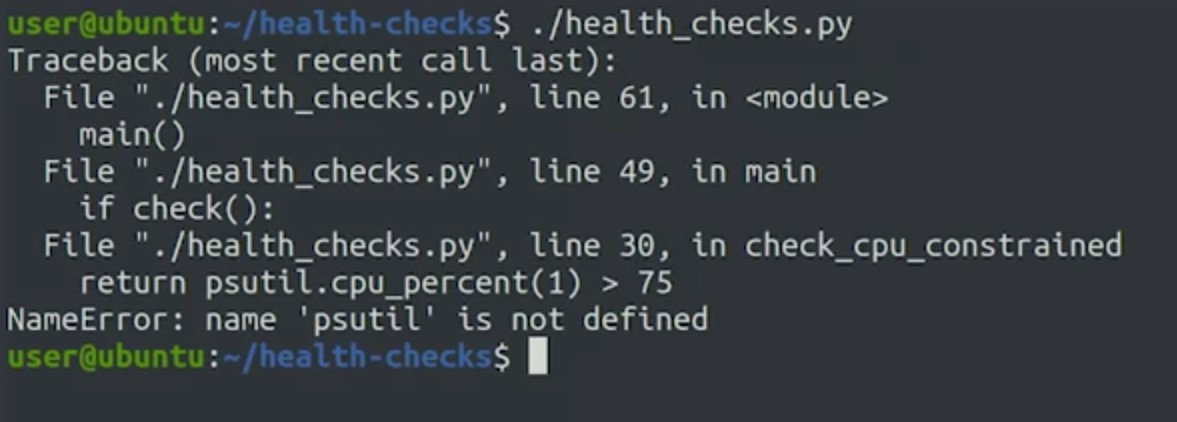 user@ubuntu:~/health-checks$ ./health_checks.py
Traceback (most recent call last):
  File "./health_checks.py", line 61, in <module>
    main()
  File "./health_checks.py", line 49, in main
    if check():
  File "./health_checks.py", line 30, in check_cpu_constrained
    return psutil.cpu_percent(1) > 75
NameError: name 'psutil' is not defined
user@ubuntu:~/health-checks$